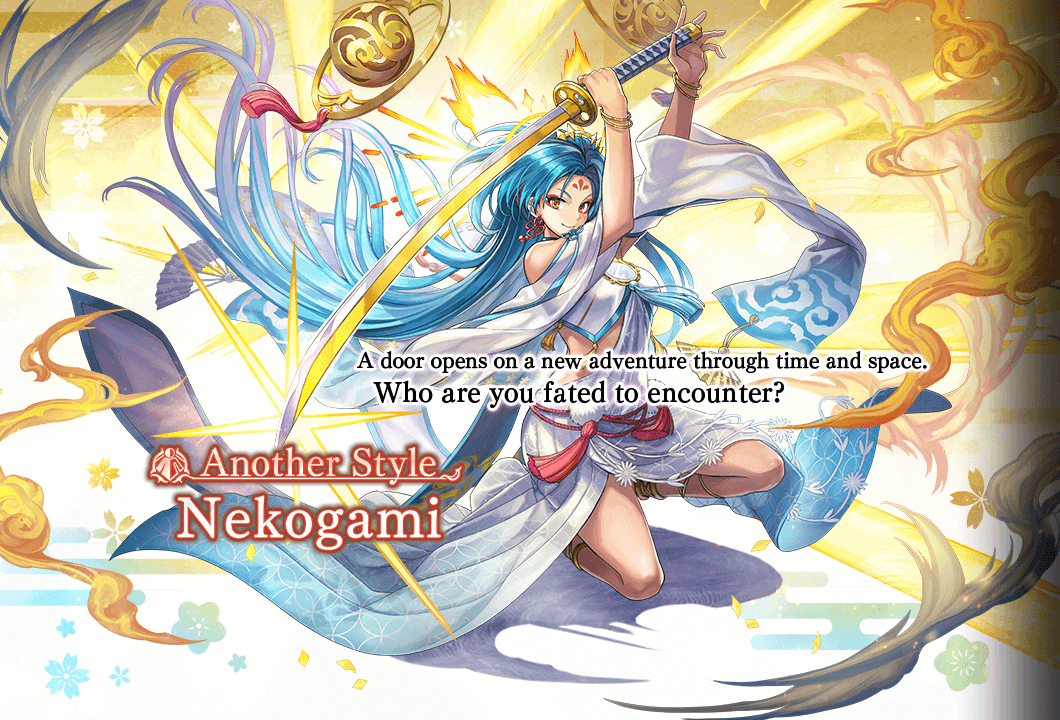 A door opens on a new adventure through time and space.
Who are you fated to encounter?
Another Style
Nekogami